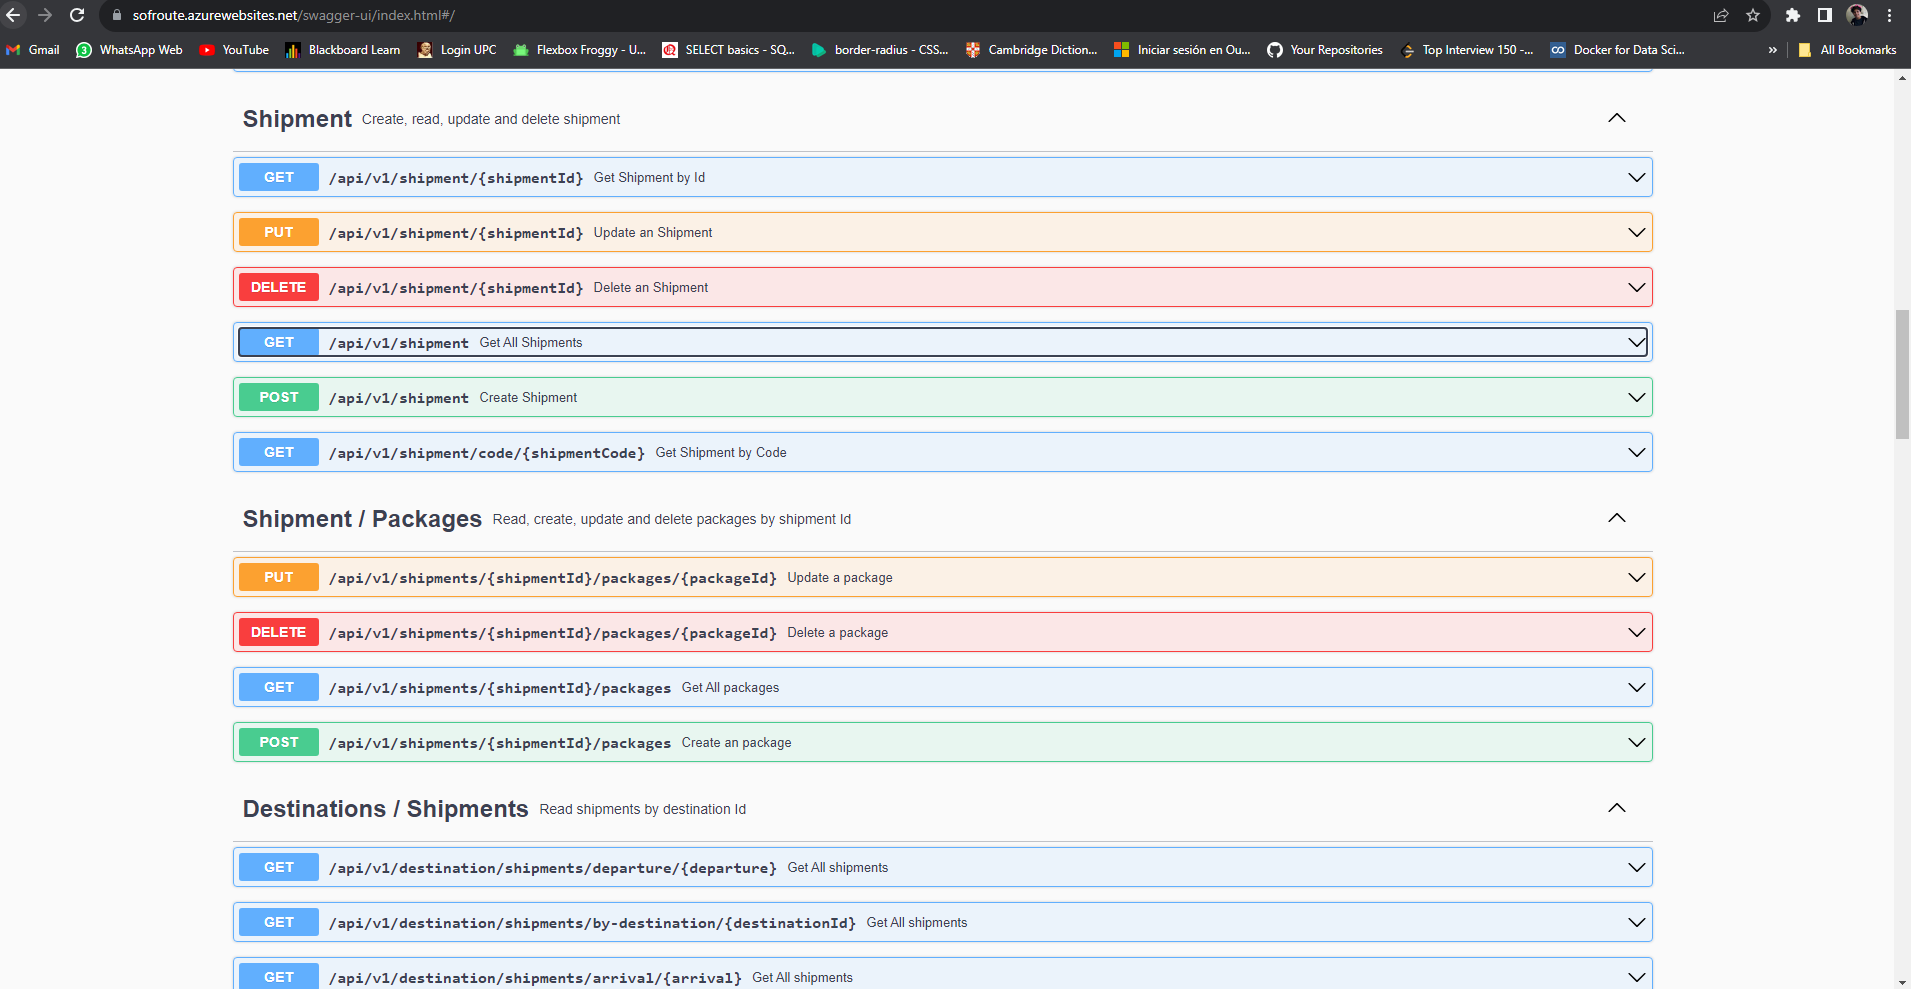 sofroute.azurewebsites.net/swagger-ui/index.html#/
Gmail WhatsApp Web YouTube Blackboard Learn Login UPC Flexbox Froggy - U... SELECT basics - SQ... border-radius - CSS... Cambridge Diction... Iniciar sesión en Ou... Your Repositories Top Interview 150 -... Docker for Data Sci... » All Bookmarks
Shipment Create, read, update and delete shipment
GET /api/v1/shipment/{shipmentId} Get Shipment by Id
PUT /api/v1/shipment/{shipmentId} Update an Shipment
DELETE /api/v1/shipment/{shipmentId} Delete an Shipment
GET /api/v1/shipment Get All Shipments
POST /api/v1/shipment Create Shipment
GET /api/v1/shipment/code/{shipmentCode} Get Shipment by Code
Shipment / Packages Read, create, update and delete packages by shipment Id
PUT /api/v1/shipments/{shipmentId}/packages/{packageId} Update a package
DELETE /api/v1/shipments/{shipmentId}/packages/{packageId} Delete a package
GET /api/v1/shipments/{shipmentId}/packages Get All packages
POST /api/v1/shipments/{shipmentId}/packages Create an package
Destinations / Shipments Read shipments by destination Id
GET /api/v1/destination/shipments/departure/{departure} Get All shipments
GET /api/v1/destination/shipments/by-destination/{destinationId} Get All shipments
GET /api/v1/destination/shipments/arrival/{arrival} Get All shipments